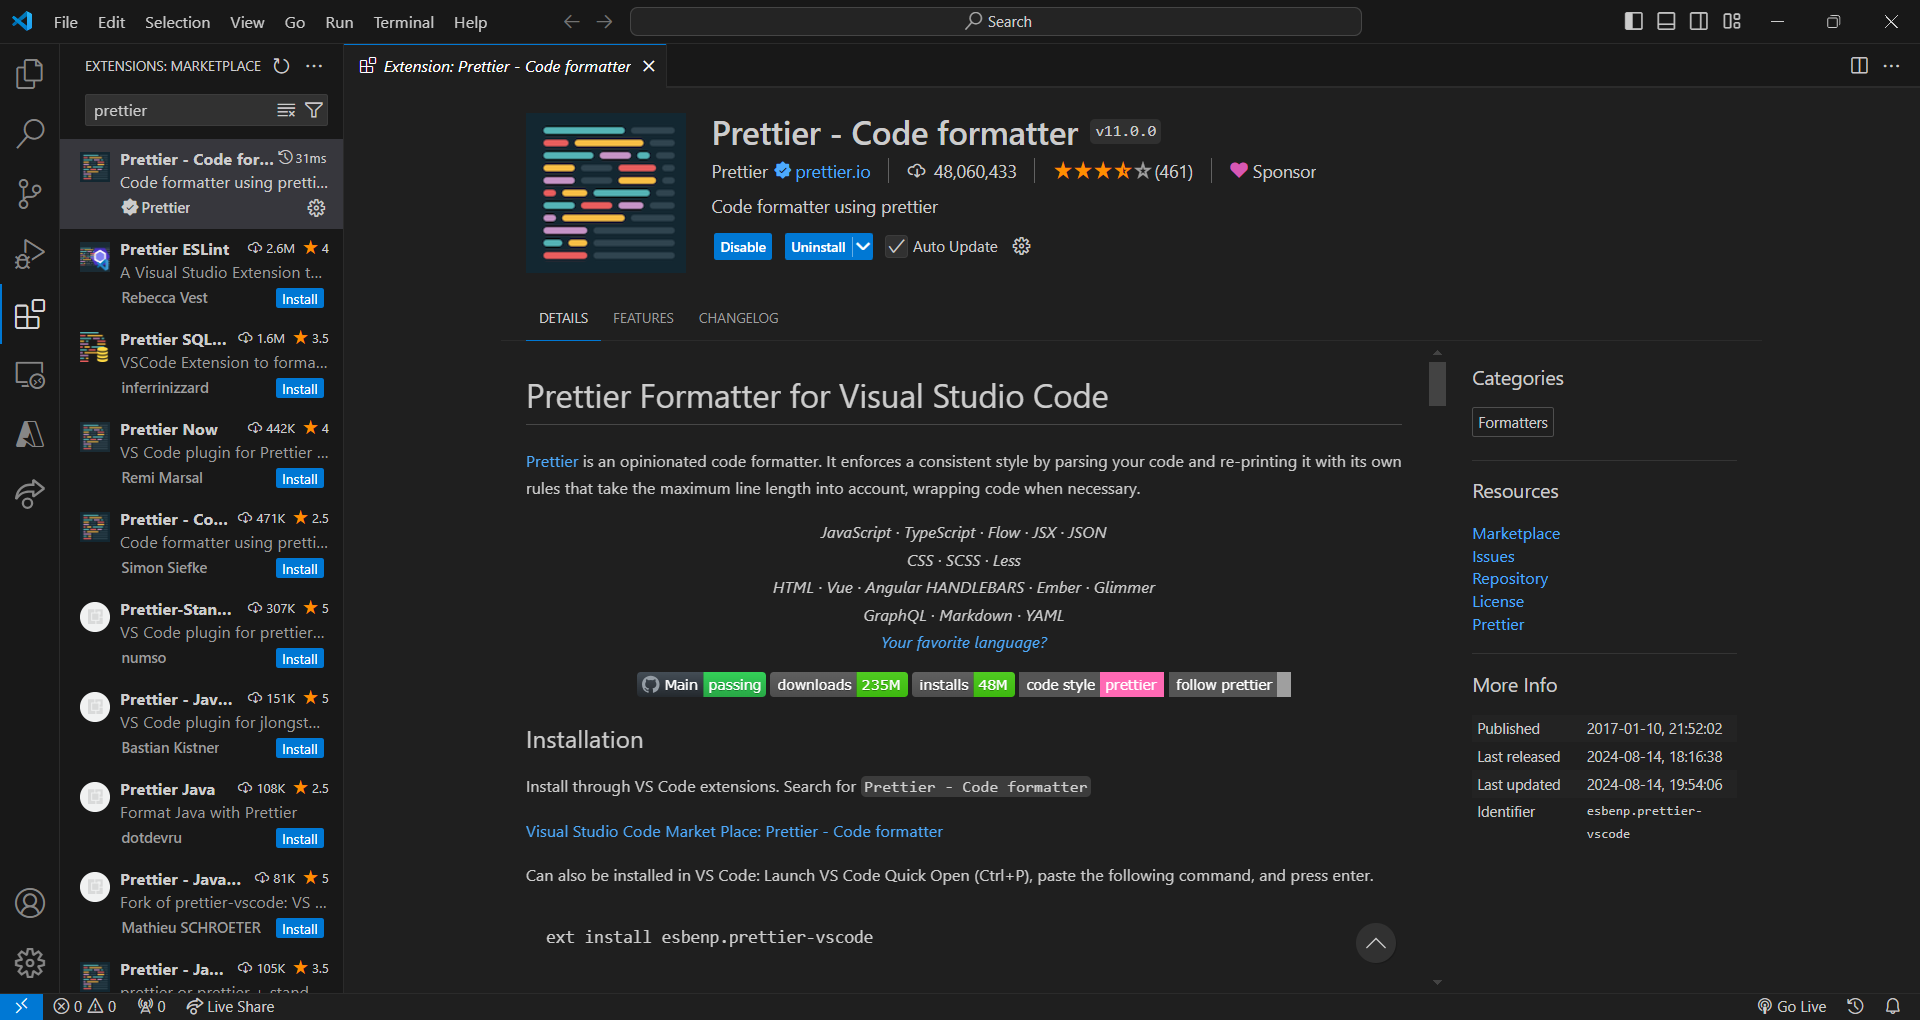 File Edit Selection View Go Run Terminal Help
Search
EXTENSIONS: MARKETPLACE
prettier
Prettier - Code for... 31ms
Code formatter using pretti...
Prettier
Prettier ESLint 2.6M 4
A Visual Studio Extension t...
Rebecca Vest Install
Prettier SQL... 1.6M 3.5
VSCode Extension to forma...
inferrinizzard Install
Prettier Now 442K 4
VS Code plugin for Prettier ...
Remi Marsal Install
Prettier - Co... 471K 2.5
Code formatter using pretti...
Simon Siefke Install
Prettier-Stan... 307K 5
VS Code plugin for prettier...
numso Install
Prettier - Jav... 151K 5
VS Code plugin for jlongst...
Bastian Kistner Install
Prettier Java 108K 2.5
Format Java with Prettier
dotdevru Install
Prettier - Java... 81K 5
Fork of prettier-vscode: VS ...
Mathieu SCHROETER Install
Prettier - Ja... 105K 3.5
prettier or prettier + stand
Extension: Prettier - Code formatter
Prettier - Code formatter v11.0.0
Prettier prettier.io 48,060,433 (461) Sponsor
Code formatter using prettier
Disable Uninstall Auto Update
DETAILS FEATURES CHANGELOG
Prettier Formatter for Visual Studio Code
Prettier is an opinionated code formatter. It enforces a consistent style by parsing your code and re-printing it with its own
rules that take the maximum line length into account, wrapping code when necessary.
JavaScript · TypeScript · Flow · JSX · JSON
CSS · SCSS · Less
HTML · Vue · Angular HANDLEBARS · Ember · Glimmer
GraphQL · Markdown · YAML
Your favorite language?
Main passing downloads 235M installs 48M code style prettier follow prettier
Installation
Install through VS Code extensions. Search for Prettier - Code formatter
Visual Studio Code Market Place: Prettier - Code formatter
Can also be installed in VS Code: Launch VS Code Quick Open (Ctrl+P), paste the following command, and press enter.
ext install esbenp.prettier-vscode
Categories
Formatters
Resources
Marketplace
Issues
Repository
License
Prettier
More Info
Published 2017-01-10, 21:52:02
Last released 2024-08-14, 18:16:38
Last updated 2024-08-14, 19:54:06
Identifier esbenp.prettier-
vscode
0 0 0 Live Share Go Live